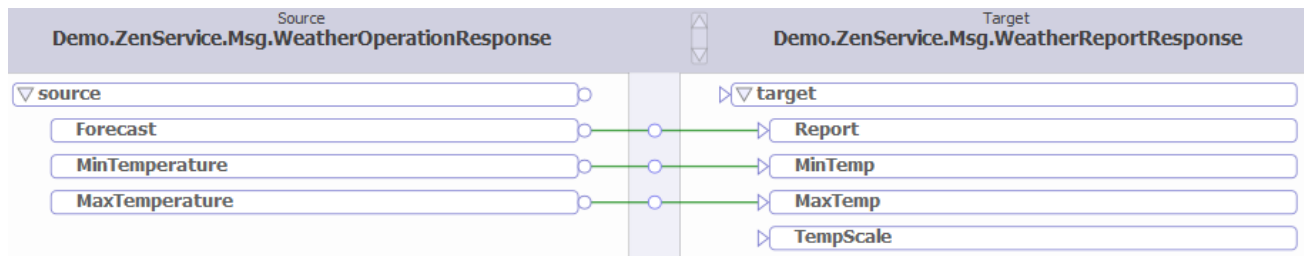 Source
Target
Demo.ZenService.Msg.WeatherOperationResponse
Demo.ZenService.Msg.WeatherReportResponse
source
target
Forecast
Report
MinTemperature
MinTemp
MaxTemperature
MaxTemp
TempScale